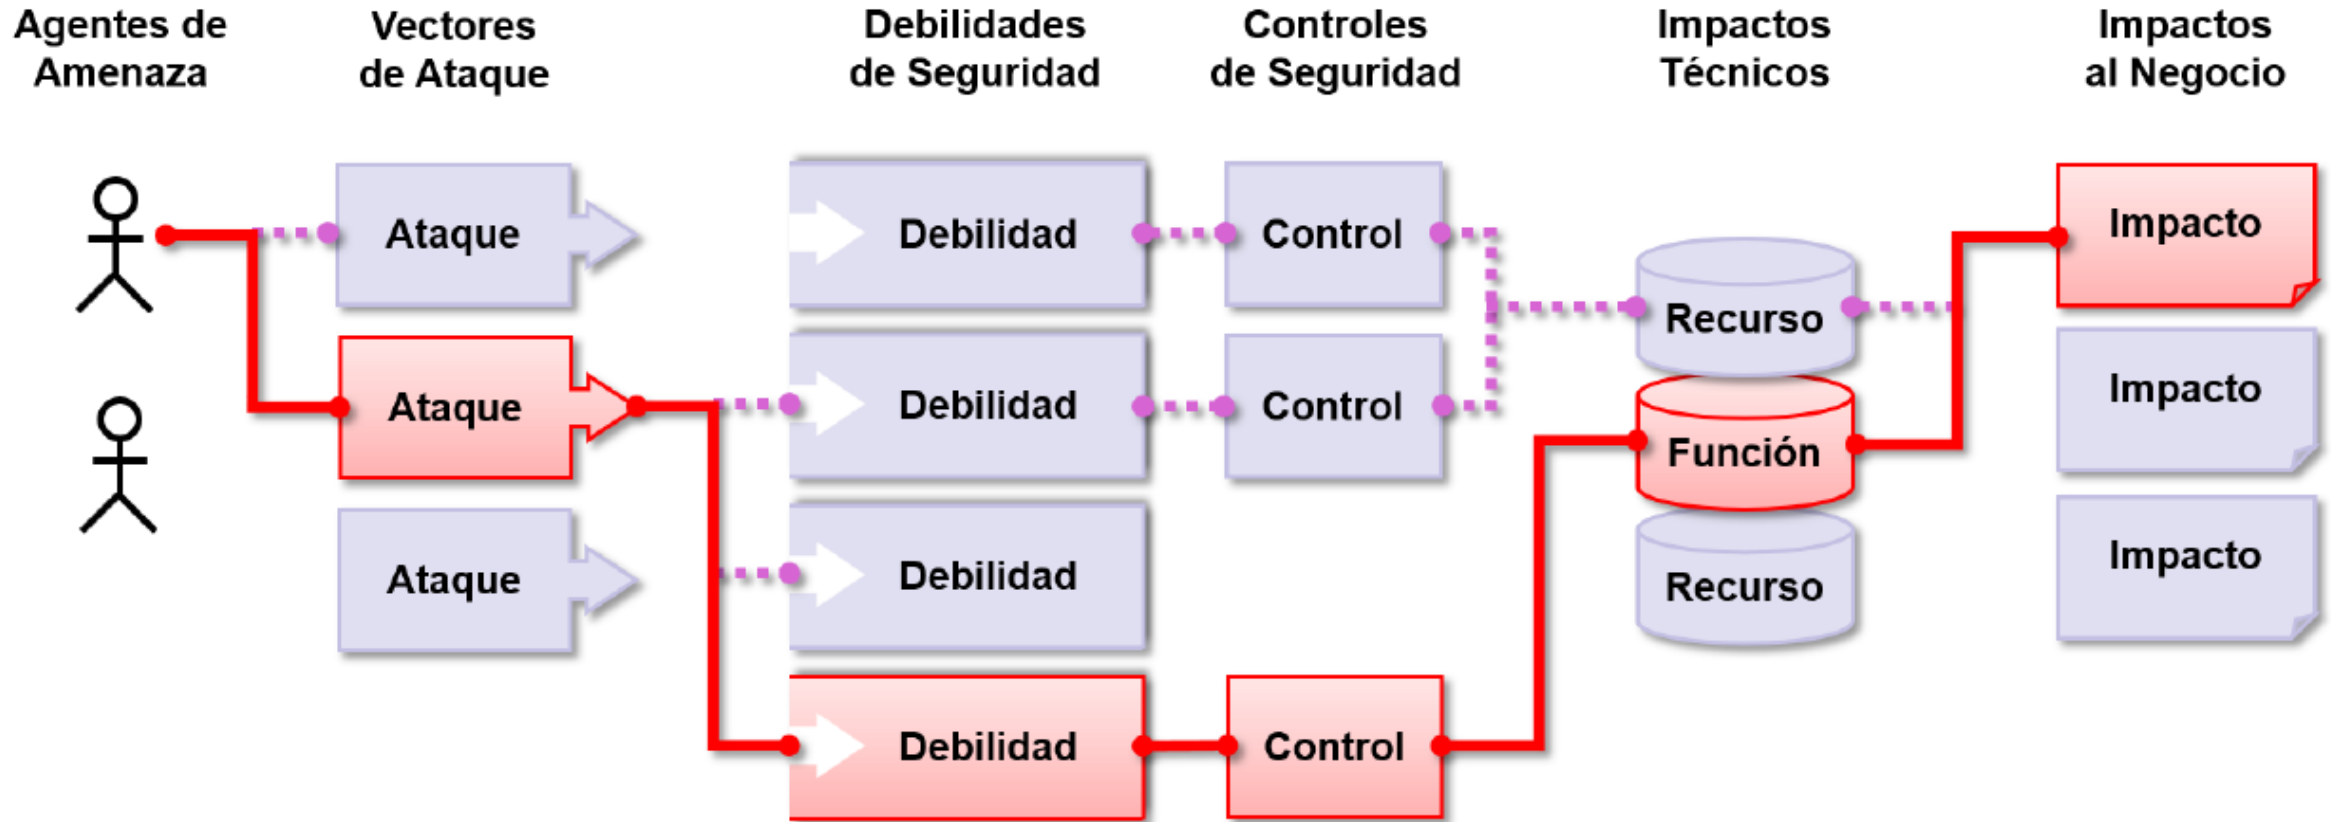 Agentes de
Amenaza
Vectores
de Ataque
Debilidades
de Seguridad
Controles
de Seguridad
Impactos
Técnicos
Impactos
al Negocio
Ataque
Debilidad
Control
Recurso
Impacto
Ataque
Debilidad
Control
Función
Impacto
Ataque
Debilidad
Recurso
Impacto
Debilidad
Control